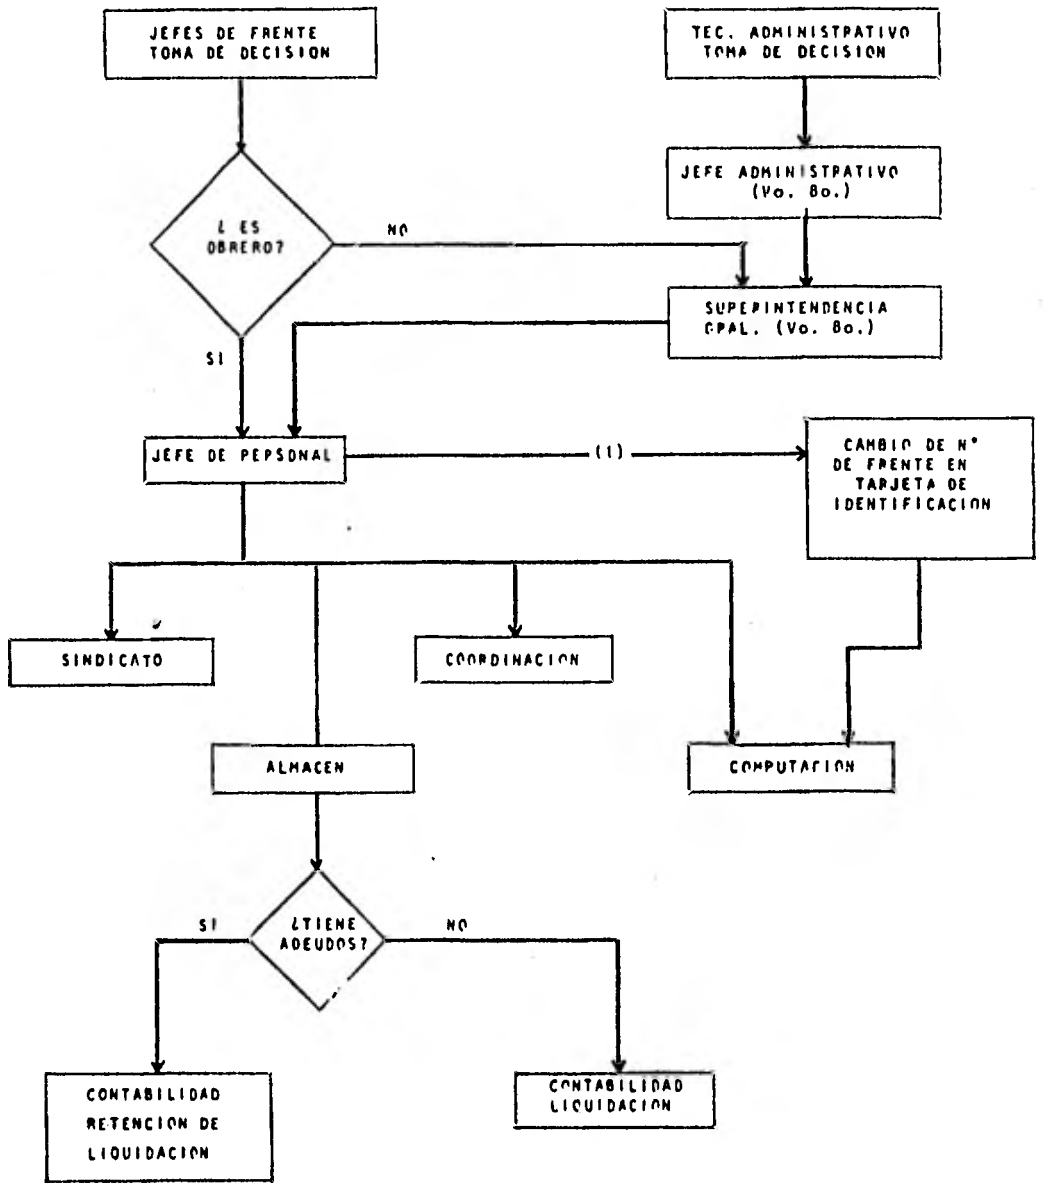 JEFES DE FRENTE
TOMA DE DECISION
TEC. ADMINISTRATIVO
TOMA DE DECISION
JEFE ADMINISTRATIVO
(Vo. Bo.)
¿ ES
OBRERO?
NO
SUPERINTENDENCIA
GRAL. (Vo. Bo.)
SI
JEFE DE PERSONAL
(1)
CAMBIO DE N°
DE FRENTE EN
TARJETA DE
IDENTIFICACION
SINDICATO
COORDINACION
ALMACEN
COMPUTACION
SI
¿TIENE
ADEUDOS?
NO
CONTABILIDAD
RETENCION DE
LIQUIDACION
CONTABILIDAD
LIQUIDACION